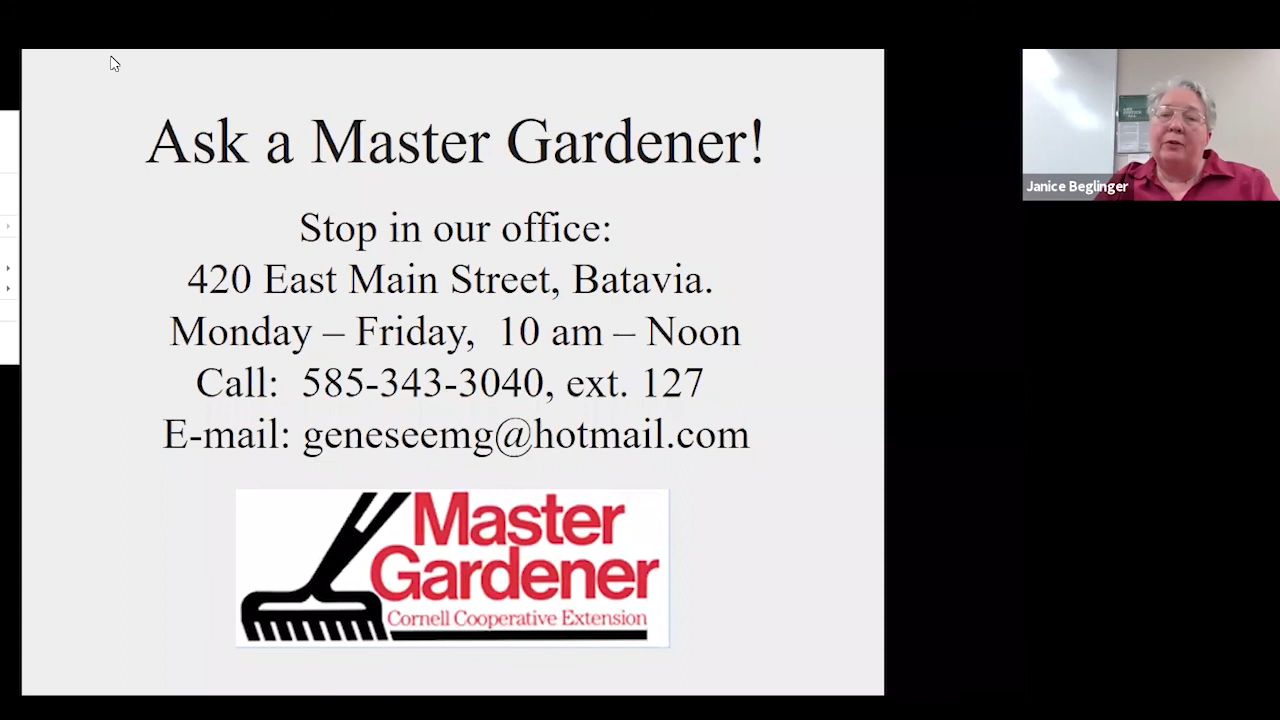 Ask a Master Gardener!
Stop in our office:
420 East Main Street, Batavia.
Monday – Friday,  10 am – Noon
Call:  585-343-3040, ext. 127
E-mail: geneseemg@hotmail.com
Master
Gardener
Cornell Cooperative Extension
Janice Beglinger